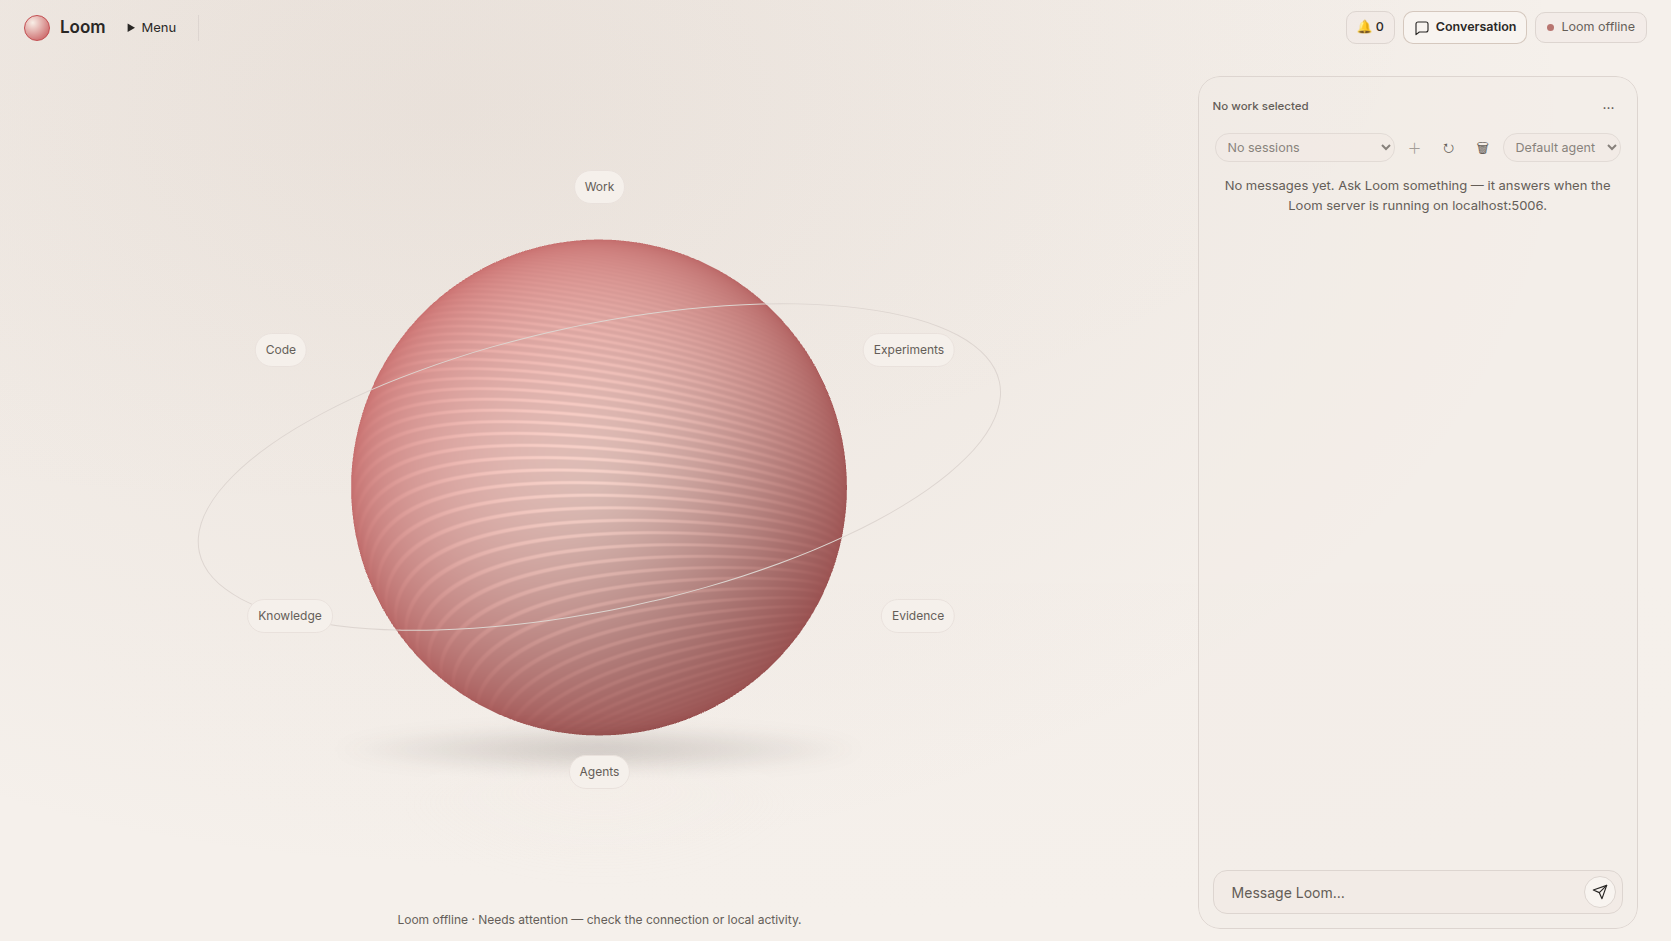 Loom
Menu
0
Conversation
Loom offline
No work selected
...
No sessions
Default agent
No messages yet. Ask Loom something — it answers when the
Loom server is running on localhost:5006.
Work
Code
Experiments
Knowledge
Evidence
Agents
Message Loom...
Loom offline · Needs attention — check the connection or local activity.